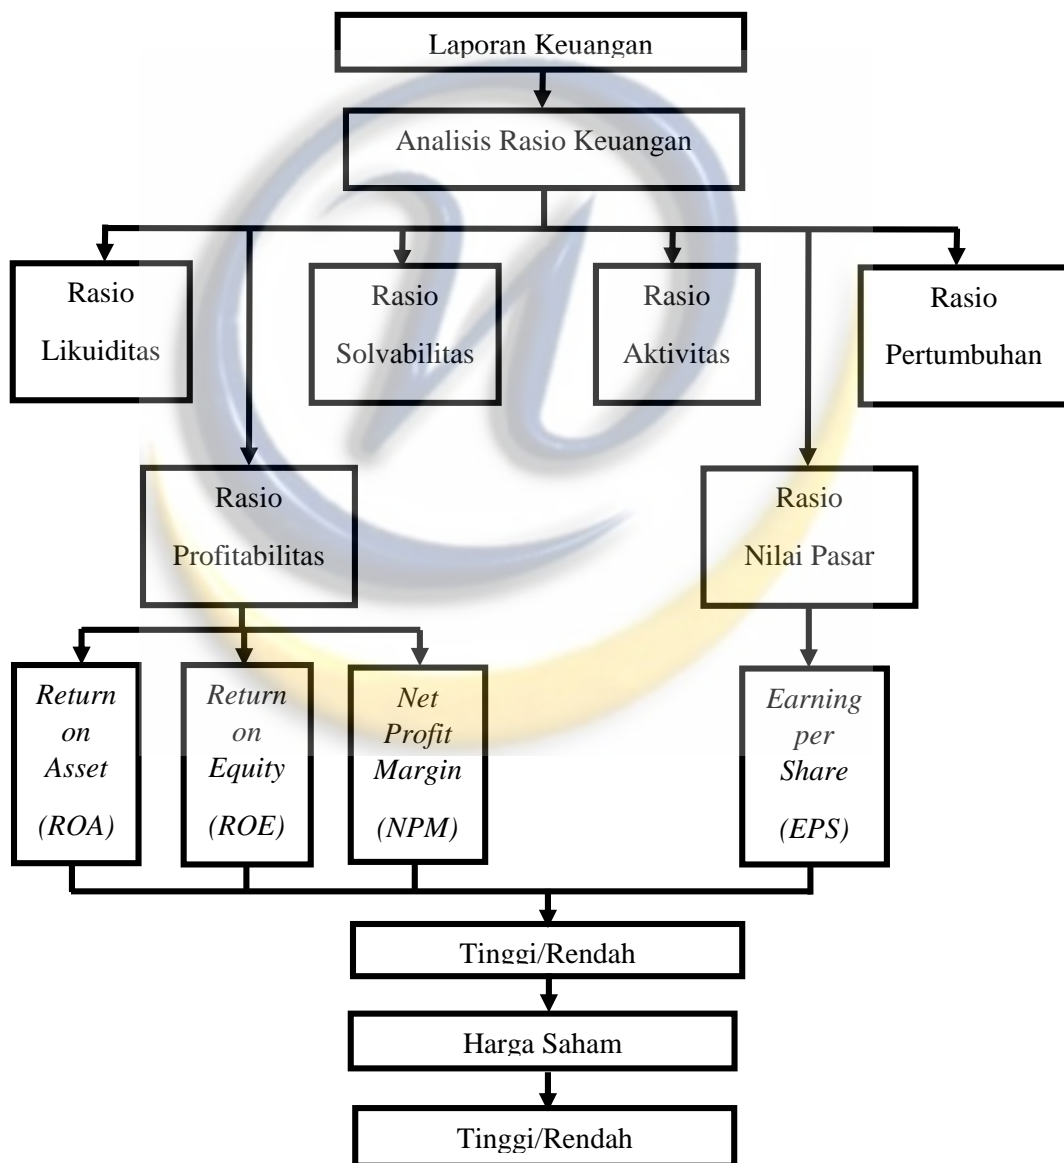 Laporan Keuangan
Analisis Rasio Keuangan
Rasio
Likuiditas
Rasio
Solvabilitas
Rasio
Aktivitas
Rasio
Pertumbuhan
Rasio
Profitabilitas
Rasio
Nilai Pasar
Return
on
Asset
(ROA)
Return
on
Equity
(ROE)
Net
Profit
Margin
(NPM)
Earning
per
Share
(EPS)
Tinggi/Rendah
Harga Saham
Tinggi/Rendah